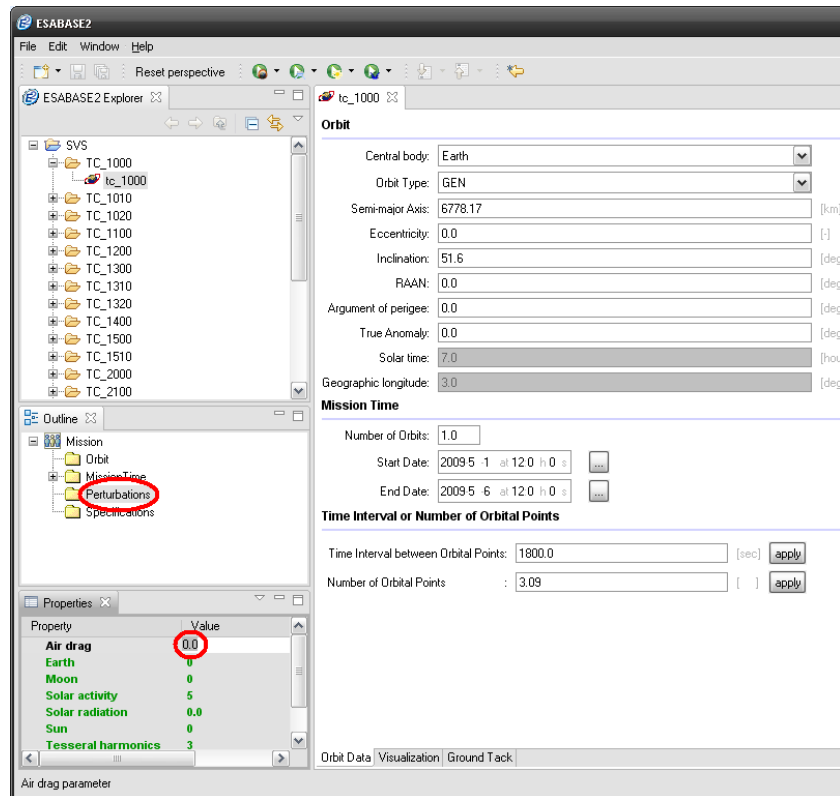 ESABASE2
File Edit Window Help
Reset perspective
ESABASE2 Explorer
SVS
TC_1000
tc_1000
TC_1010
TC_1020
TC_1100
TC_1200
TC_1300
TC_1310
TC_1320
TC_1400
TC_1500
TC_1510
TC_2000
TC_2100
Outline
Mission
Orbit
MissionTime
Perturbations
Specifications
Properties
Property Value
Air drag 0.0
Earth 0
Moon 0
Solar activity 5
Solar radiation 0.0
Sun 0
Tesseral harmonics 3
Air drag parameter
tc_1000
Orbit
Central body: Earth
Orbit Type: GEN
Semi-major Axis: 6778.17 [km]
Eccentricity: 0.0 [-]
Inclination: 51.6 [deg
RAAN: 0.0 [deg
Argument of perigee: 0.0 [deg
True Anomaly: 0.0 [deg
Solar time: 7.0 [hou
Geographic longitude: 3.0 [deg
Mission Time
Number of Orbits: 1.0
Start Date: 2009 5 -1 at 12 0 h 0 s ...
End Date: 2009 5 -6 at 12 0 h 0 s ...
Time Interval or Number of Orbital Points
Time Interval between Orbital Points: 1800.0 [sec] apply
Number of Orbital Points : 3.09 [ ] apply
Orbit Data Visualization Ground Tack